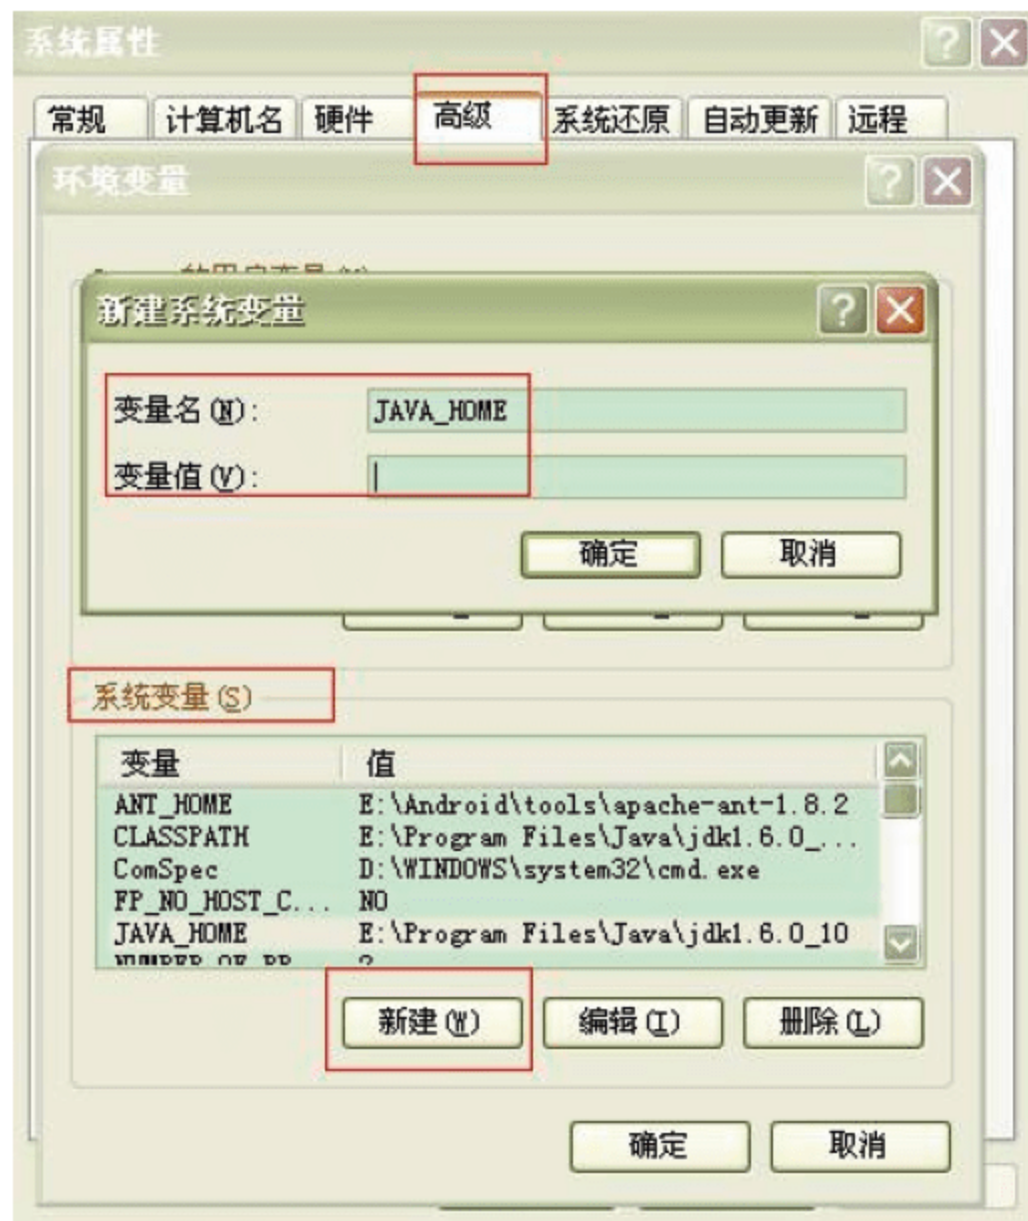 系统属性
常规 计算机名 硬件 高级 系统还原 自动更新 远程
环境变量
新建系统变量
变量名(N): JAVA_HOME
变量值(V):
确定 取消
系统变量(S)
变量 值
ANT_HOME E:\Android\tools\apache-ant-1.8.2
CLASSPATH E:\Program Files\Java\jdk1.6.0_...
ComSpec D:\WINDOWS\system32\cmd.exe
FP_NO_HOST_C... NO
JAVA_HOME E:\Program Files\Java\jdk1.6.0_10
新建(W) 编辑(I) 删除(L)
确定 取消